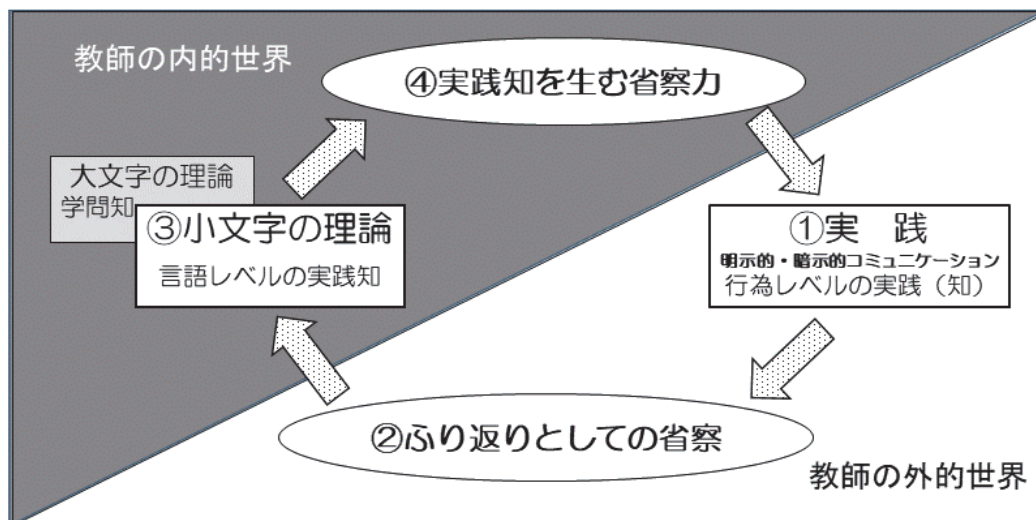 教師の内的世界
④実践知を生む省察力
大文字の理論
学問知
③小文字の理論
言語レベルの実践知
①実　践
明示的・暗示的コミュニケーション
行為レベルの実践（知）
②ふり返りとしての省察
教師の外的世界